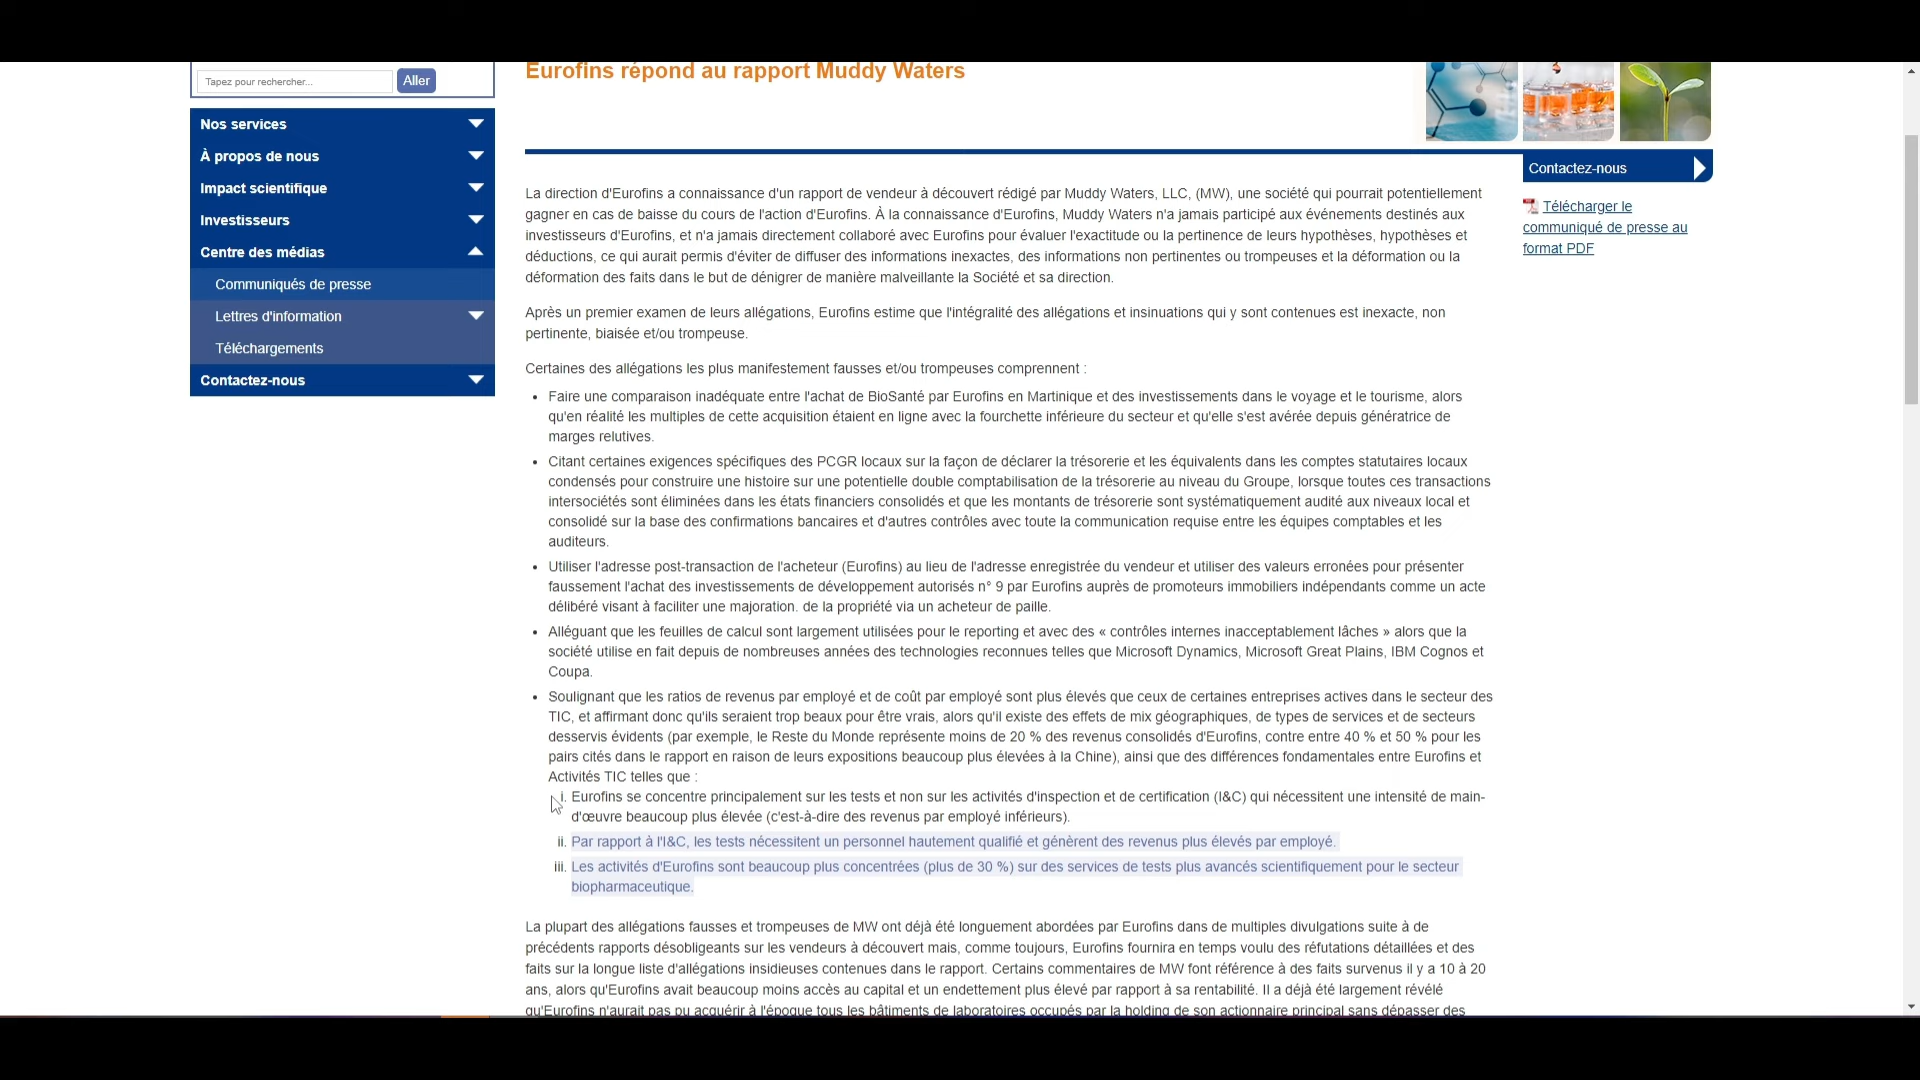 Eurofins répond au rapport Muddy Waters
Tapez pour rechercher...
Aller
Nos services
À propos de nous
Impact scientifique
Investisseurs
Centre des médias
Communiqués de presse
Lettres d'information
Téléchargements
Contactez-nous
La direction d'Eurofins a connaissance d'un rapport de vendeur à découvert rédigé par Muddy Waters, LLC, (MW), une société qui pourrait potentiellement
gagner en cas de baisse du cours de l'action d'Eurofins. À la connaissance d'Eurofins, Muddy Waters n'a jamais participé aux événements destinés aux
investisseurs d'Eurofins, et n'a jamais directement collaboré avec Eurofins pour évaluer l'exactitude ou la pertinence de leurs hypothèses, hypothèses et
déductions, ce qui aurait permis d'éviter de diffuser des informations inexactes, des informations non pertinentes ou trompeuses et la déformation ou la
déformation des faits dans le but de dénigrer de manière malveillante la Société et sa direction.
Après un premier examen de leurs allégations, Eurofins estime que l'intégralité des allégations et insinuations qui y sont contenues est inexacte, non
pertinente, biaisée et/ou trompeuse.
Certaines des allégations les plus manifestement fausses et/ou trompeuses comprennent :
• Faire une comparaison inadéquate entre l'achat de BioSanté par Eurofins en Martinique et des investissements dans le voyage et le tourisme, alors
qu'en réalité les multiples de cette acquisition étaient en ligne avec la fourchette inférieure du secteur et qu'elle s'est avérée depuis génératrice de
marges relutives.
• Citant certaines exigences spécifiques des PCGR locaux sur la façon de déclarer la trésorerie et les équivalents dans les comptes statutaires locaux
condensés pour construire une histoire sur une potentielle double comptabilisation de la trésorerie au niveau du Groupe, lorsque toutes ces transactions
intersociétés sont éliminées dans les états financiers consolidés et que les montants de trésorerie sont systématiquement audité aux niveaux local et
consolidé sur la base des confirmations bancaires et d'autres contrôles avec toute la communication requise entre les équipes comptables et les
auditeurs.
• Utiliser l'adresse post-transaction de l'acheteur (Eurofins) au lieu de l'adresse enregistrée du vendeur et utiliser des valeurs erronées pour présenter
faussement l'achat des investissements de développement autorisés n° 9 par Eurofins auprès de promoteurs immobiliers indépendants comme un acte
délibéré visant à faciliter une majoration. de la propriété via un acheteur de paille.
• Alléguant que les feuilles de calcul sont largement utilisées pour le reporting et avec des « contrôles internes inacceptablement lâches » alors que la
société utilise en fait depuis de nombreuses années des technologies reconnues telles que Microsoft Dynamics, Microsoft Great Plains, IBM Cognos et
Coupa.
• Soulignant que les ratios de revenus par employé et de coût par employé sont plus élevés que ceux de certaines entreprises actives dans le secteur des
TIC, et affirmant donc qu'ils seraient trop beaux pour être vrais, alors qu'il existe des effets de mix géographiques, de types de services et de secteurs
desservis évidents (par exemple, le Reste du Monde représente moins de 20 % des revenus consolidés d'Eurofins, contre entre 40 % et 50 % pour les
pairs cités dans le rapport en raison de leurs expositions beaucoup plus élevées à la Chine), ainsi que des différences fondamentales entre Eurofins et
Activités TIC telles que :
i. Eurofins se concentre principalement sur les tests et non sur les activités d'inspection et de certification (I&C) qui nécessitent une intensité de main-
d'œuvre beaucoup plus élevée (c'est-à-dire des revenus par employé inférieurs).
ii. Par rapport à l'I&C, les tests nécessitent un personnel hautement qualifié et génèrent des revenus plus élevés par employé.
iii. Les activités d'Eurofins sont beaucoup plus concentrées (plus de 30 %) sur des services de tests plus avancés scientifiquement pour le secteur
biopharmaceutique.
La plupart des allégations fausses et trompeuses de MW ont déjà été longuement abordées par Eurofins dans de multiples divulgations suite à de
précédents rapports désobligeants sur les vendeurs à découvert mais, comme toujours, Eurofins fournira en temps voulu des réfutations détaillées et des
faits sur la longue liste d'allégations insidieuses contenues dans le rapport. Certains commentaires de MW font référence à des faits survenus il y a 10 à 20
ans, alors qu'Eurofins avait beaucoup moins accès au capital et un endettement plus élevé par rapport à sa rentabilité. Il a déjà été largement révélé
qu'Eurofins n'aurait pas pu acquérir à l'époque tous les bâtiments de laboratoires occupés par la holding de son actionnaire principal sans dépasser des
Contactez-nous
Télécharger le
communiqué de presse au
format PDF